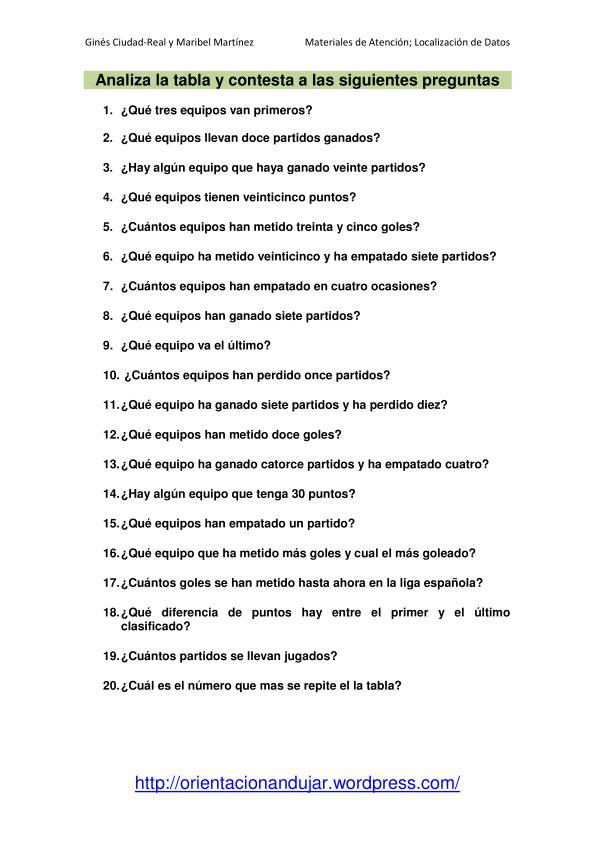 Ginés Ciudad-Real y Maribel Martínez Materiales de Atención; Localización de Datos
Analiza la tabla y contesta a las siguientes preguntas
1. ¿Qué tres equipos van primeros?
2. ¿Qué equipos llevan doce partidos ganados?
3. ¿Hay algún equipo que haya ganado veinte partidos?
4. ¿Qué equipos tienen veinticinco puntos?
5. ¿Cuántos equipos han metido treinta y cinco goles?
6. ¿Qué equipo ha metido veinticinco y ha empatado siete partidos?
7. ¿Cuántos equipos han empatado en cuatro ocasiones?
8. ¿Qué equipos han ganado siete partidos?
9. ¿Qué equipo va el último?
10. ¿Cuántos equipos han perdido once partidos?
11. ¿Qué equipo ha ganado siete partidos y ha perdido diez?
12. ¿Qué equipos han metido doce goles?
13. ¿Qué equipo ha ganado catorce partidos y ha empatado cuatro?
14. ¿Hay algún equipo que tenga 30 puntos?
15. ¿Qué equipos han empatado un partido?
16. ¿Qué equipo que ha metido más goles y cual el más goleado?
17. ¿Cuántos goles se han metido hasta ahora en la liga española?
18. ¿Qué diferencia de puntos hay entre el primer y el último
clasificado?
19. ¿Cuántos partidos se llevan jugados?
20. ¿Cuál es el número que mas se repite el la tabla?
http://orientacionandujar.wordpress.com/